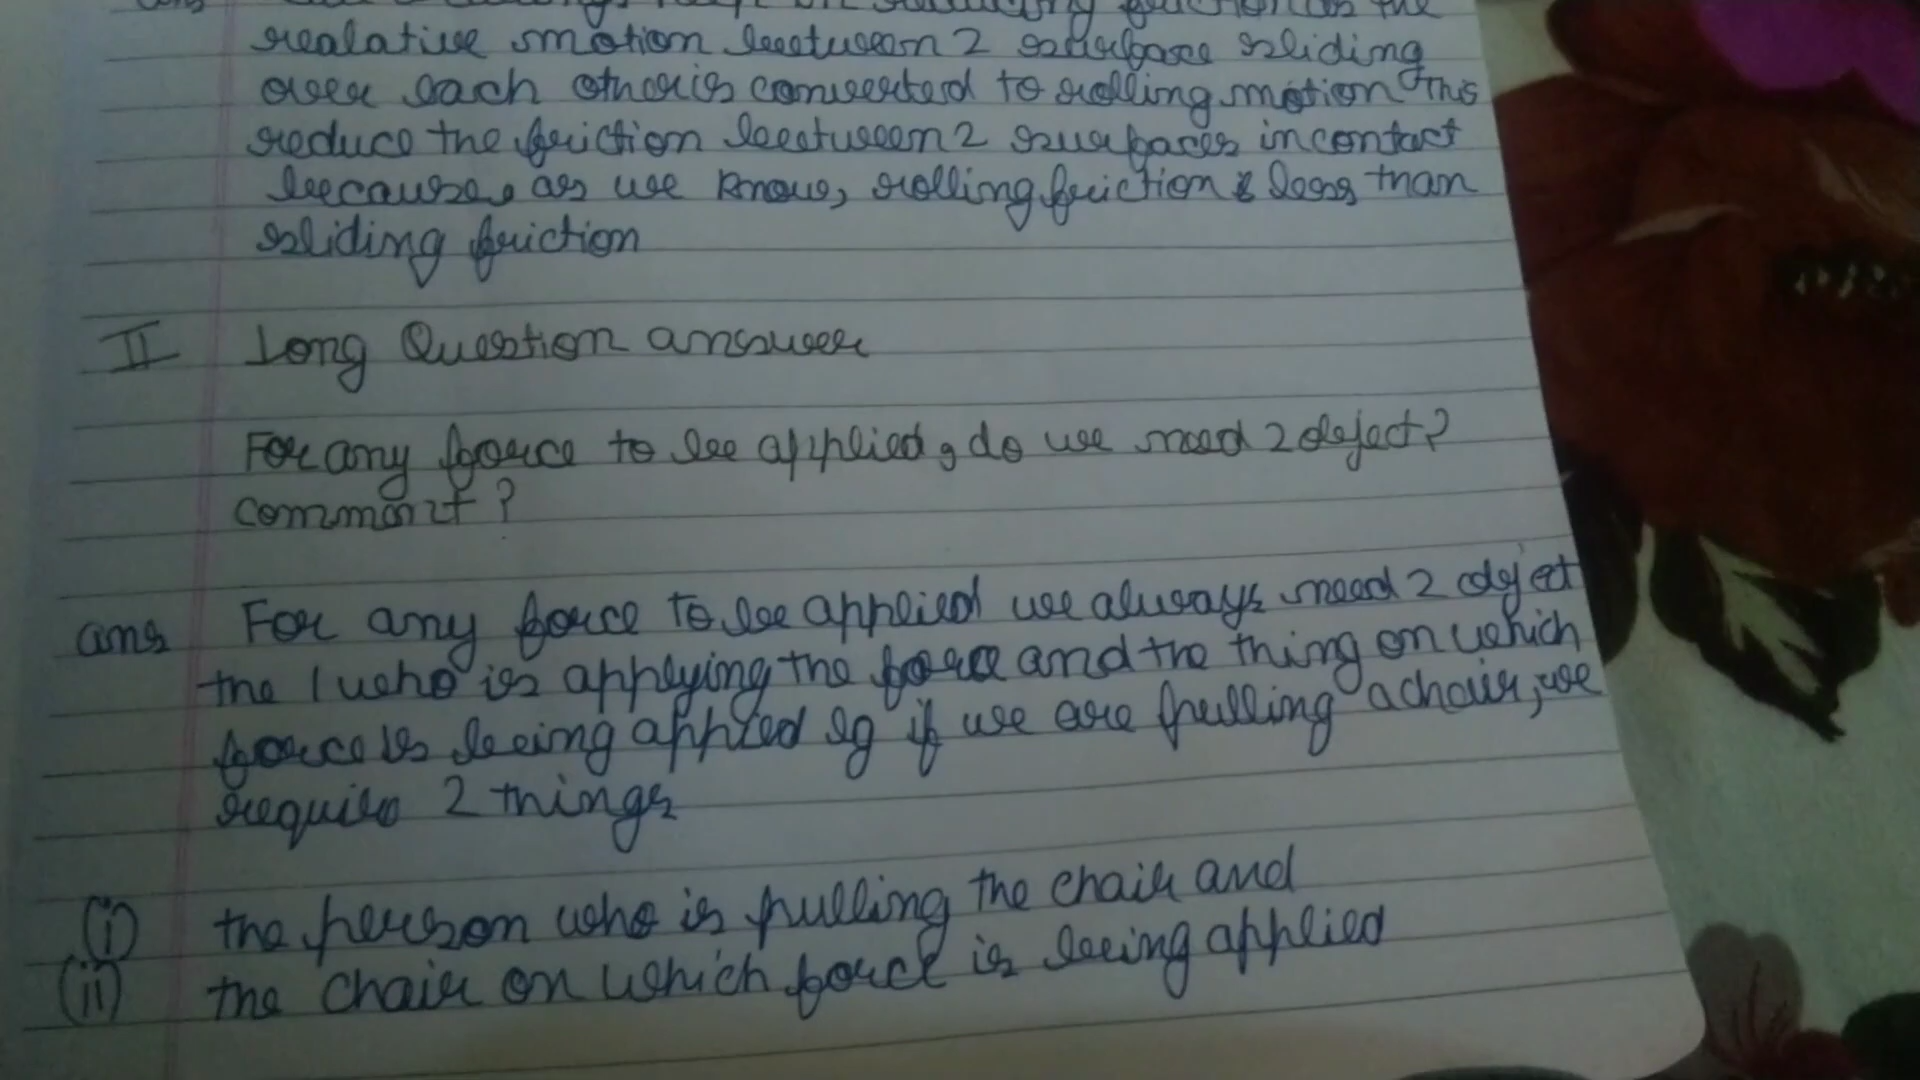 realative motion between 2 surface sliding
over each other is converted to rolling motion This
reduce the friction between 2 surfaces in contact
because, as we know, rolling friction is less than
sliding friction
II Long Question answer
For any force to be applied, do we need 2 object?
comment?
ans For any force to be applied we always need 2 object
the 1 who is applying the force and the thing on which
force is being applied eg if we are pulling a chair, we
require 2 things
(i) the person who is pulling the chair and
(ii) the chair on which force is being applied